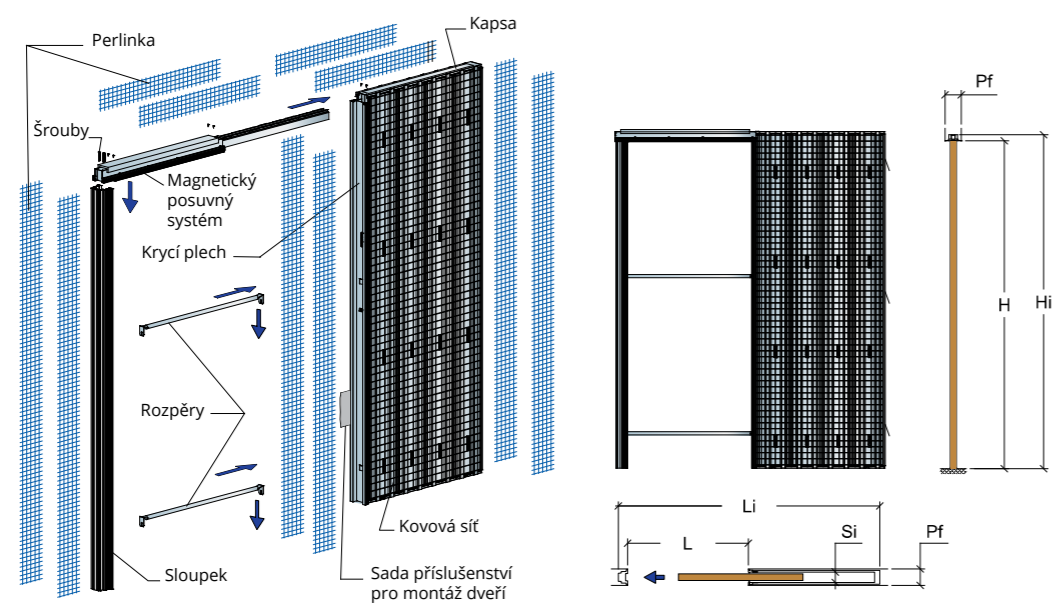 Perlinka
Kapsa
Šrouby
Magnetický
posuvný
systém
Krycí plech
Rozpěry
Kovová síť
Sloupek
Sada příslušenství
pro montáž dveří
Pf
H
Hi
Li
L
Si
Pf